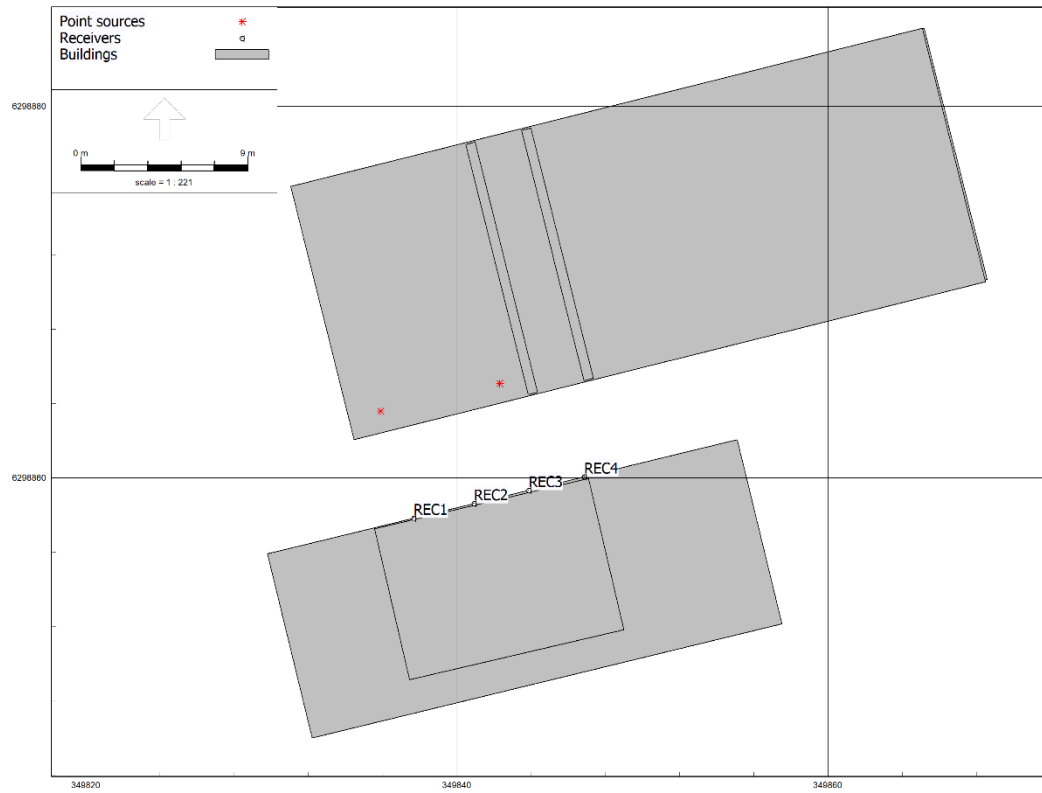 Point sources
Receivers
Buildings
6298880
0 m 9 m
scale = 1 : 221
REC4
REC3
REC2
REC1
6298860
349820 349840 349860